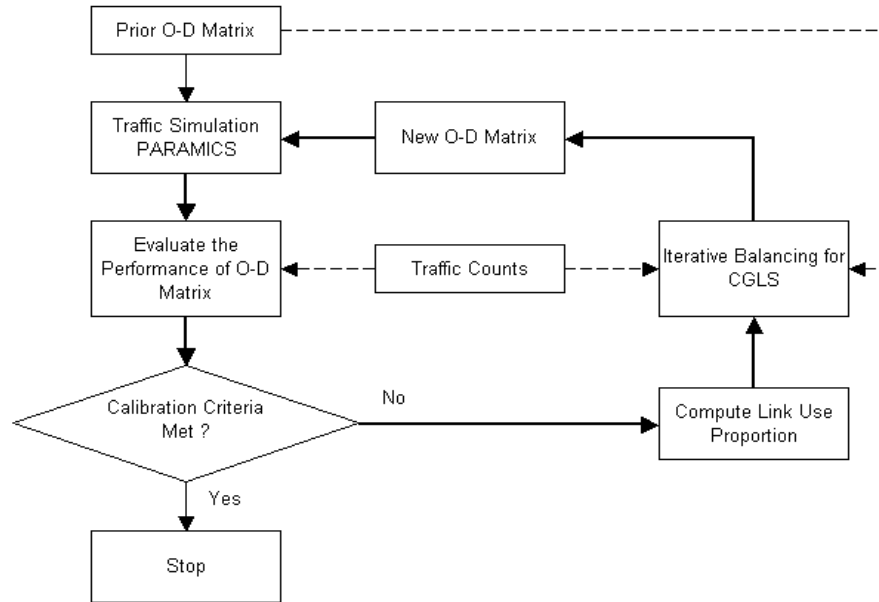 Prior O-D Matrix
Traffic Simulation
PARAMICS
New O-D Matrix
Evaluate the
Performance of O-D
Matrix
Traffic Counts
Iterative Balancing for
CGLS
Calibration Criteria
Met ?
No
Compute Link Use
Proportion
Yes
Stop